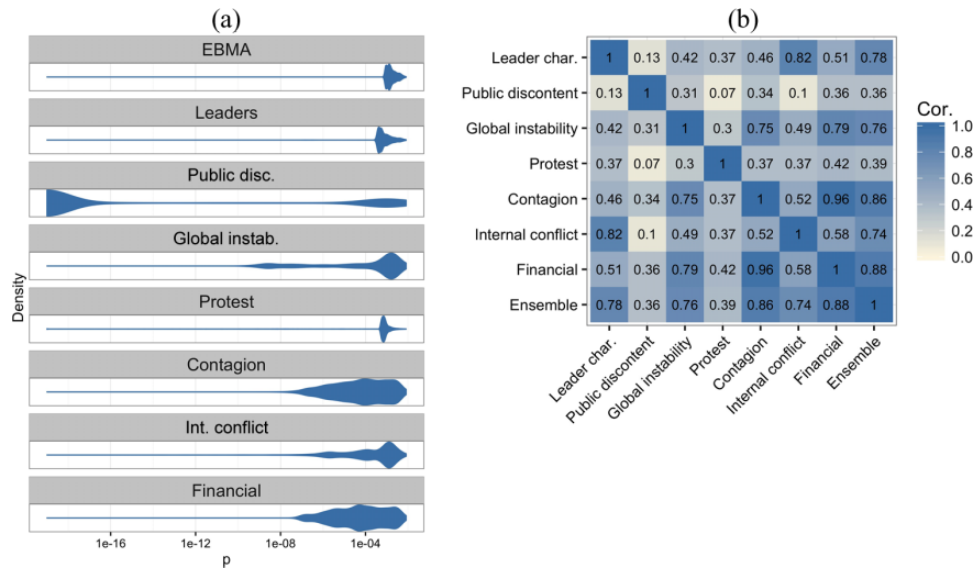 (a)
EBMA
Leaders
Public disc.
Global instab.
Protest
Contagion
Int. conflict
Financial
Density
1e-16 1e-12 1e-08 1e-04
p
(b)
Leader char. 1 0.13 0.42 0.37 0.46 0.82 0.51 0.78
Public discontent 0.13 1 0.31 0.07 0.34 0.1 0.36 0.36
Global instability 0.42 0.31 1 0.3 0.75 0.49 0.79 0.76
Protest 0.37 0.07 0.3 1 0.37 0.37 0.42 0.39
Contagion 0.46 0.34 0.75 0.37 1 0.52 0.96 0.86
Internal conflict 0.82 0.1 0.49 0.37 0.52 1 0.58 0.74
Financial 0.51 0.36 0.79 0.42 0.96 0.58 1 0.88
Ensemble 0.78 0.36 0.76 0.39 0.86 0.74 0.88 1
Leader char. Public discontent Global instability Protest Contagion Internal conflict Financial Ensemble
Cor.
1.0
0.8
0.6
0.4
0.2
0.0